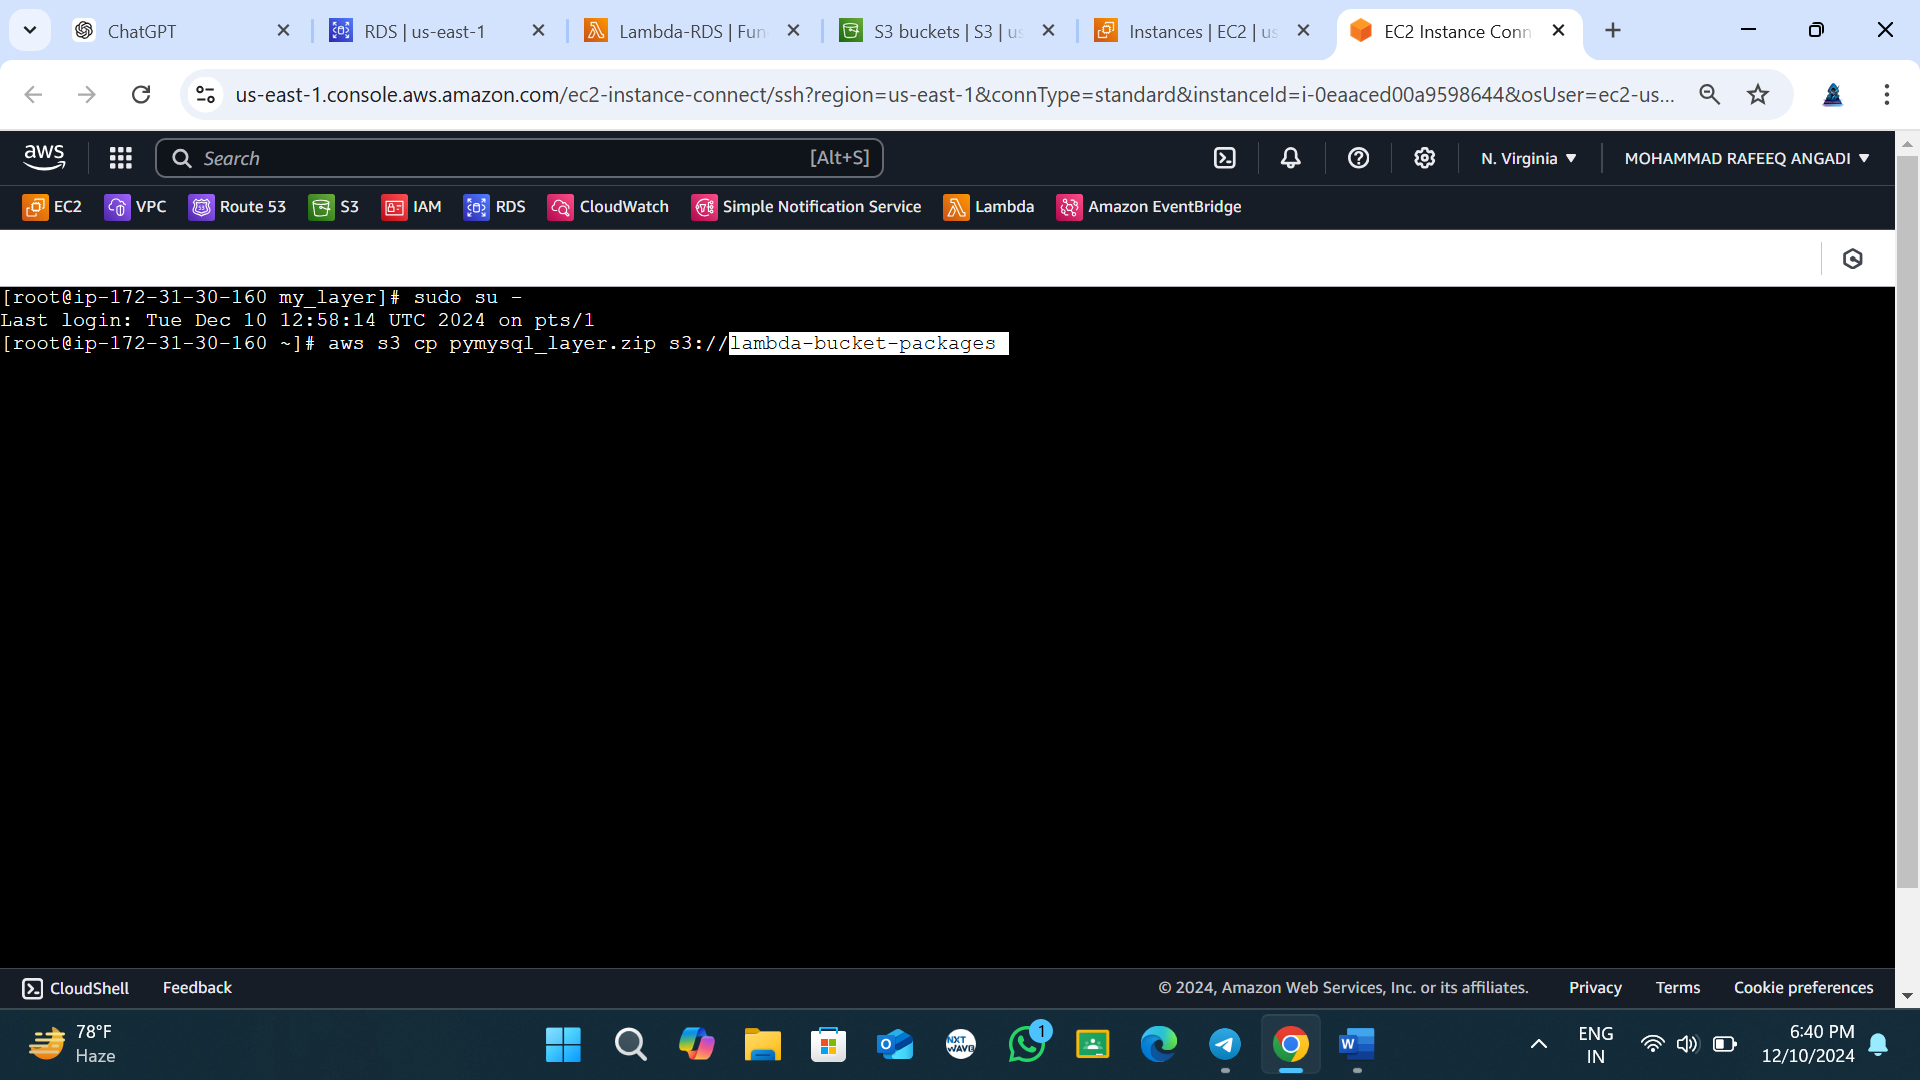 ChatGPT
RDS | us-east-1
Lambda-RDS | Fun
S3 buckets | S3 | us
Instances | EC2 | us
EC2 Instance Conn
us-east-1.console.aws.amazon.com/ec2-instance-connect/ssh?region=us-east-1&connType=standard&instanceId=i-0eaaced00a9598644&osUser=ec2-us...
aws
Search
[Alt+S]
N. Virginia
MOHAMMAD RAFEEQ ANGADI
EC2
VPC
Route 53
S3
IAM
RDS
CloudWatch
Simple Notification Service
Lambda
Amazon EventBridge
[root@ip-172-31-30-160 my_layer]# sudo su -
Last login: Tue Dec 10 12:58:14 UTC 2024 on pts/1
[root@ip-172-31-30-160 ~]# aws s3 cp pymysql_layer.zip s3://lambda-bucket-packages
CloudShell
Feedback
© 2024, Amazon Web Services, Inc. or its affiliates.
Privacy
Terms
Cookie preferences
78°F
Haze
NXT WAVE
1
ENG
IN
6:40 PM
12/10/2024